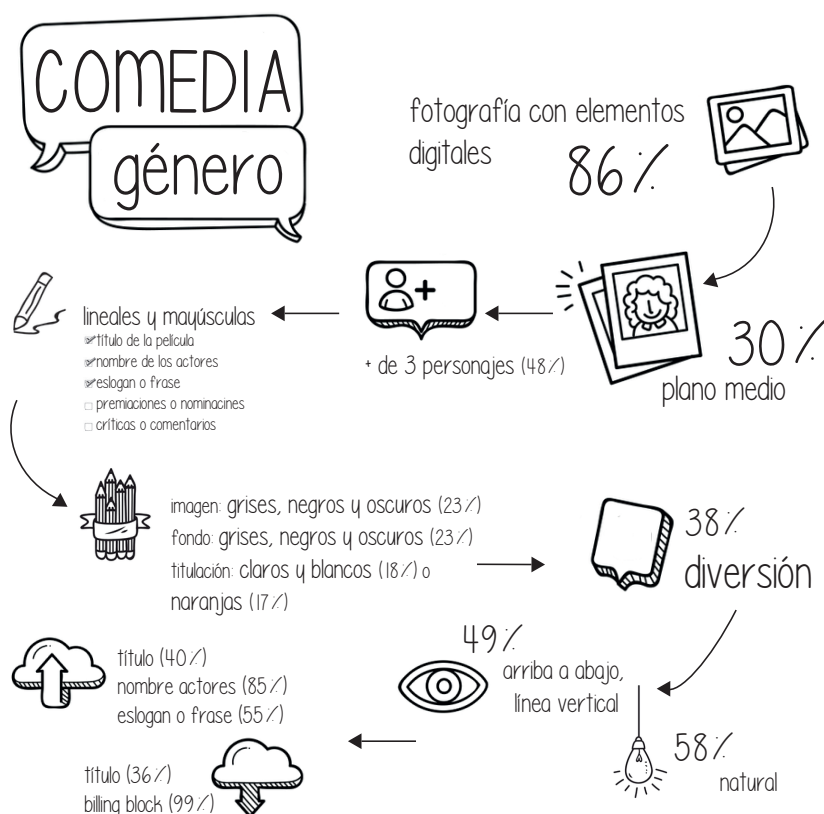 COMEDIA
género
fotografía con elementos
digitales 86%
30%
plano medio
+ de 3 personajes (48%)
lineales y mayúsculas
título de la película
nombre de los actores
eslogan o frase
premiaciones o nominacines
críticas o comentarios
imagen: grises, negros y oscuros (23%)
fondo: grises, negros y oscuros (23%)
titulación: claros y blancos (18%) o
naranjas (17%)
38%
diversión
58%
natural
49%
arriba a abajo,
línea vertical
título (40%)
nombre actores (85%)
eslogan o frase (55%)
título (36%)
billing block (99%)